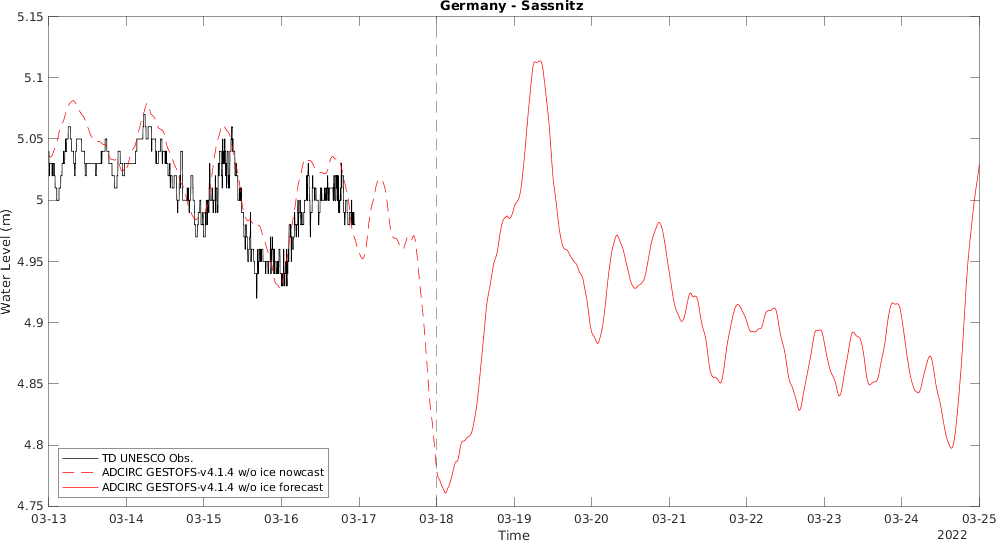 Germany - Sassnitz
Water Level (m)
5.15
5.1
5.05
5
4.95
4.9
4.85
4.8
4.75
TD UNESCO Obs.
ADCIRC GESTOFS-v4.1.4 w/o ice nowcast
ADCIRC GESTOFS-v4.1.4 w/o ice forecast
03-13 03-14 03-15 03-16 03-17 03-18 03-19 03-20 03-21 03-22 03-23 03-24 03-25
Time
2022